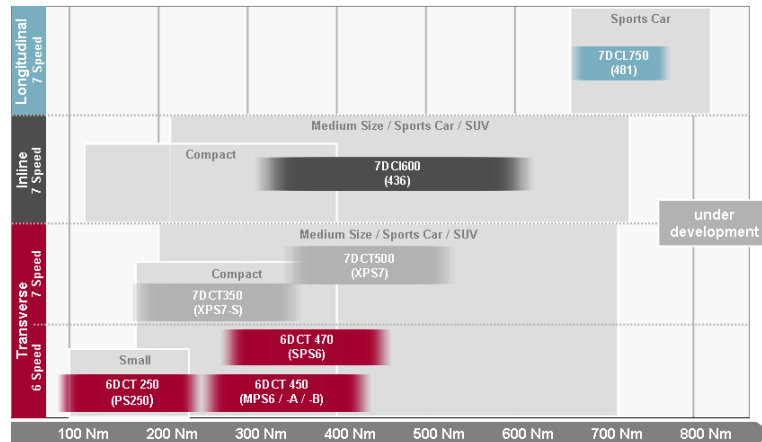 Sports Car
Longitudinal
7 Speed
7DCL750
(481)
Medium Size / Sports Car / SUV
Compact
Inline
7 Speed
7DCI600
(436)
under
development
Medium Size / Sports Car / SUV
Compact
Transverse
7 Speed
7DCT500
(XPS7)
7DCT350
(XPS7-S)
6 Speed
6DCT 470
(SPS6)
Small
6DCT 250
(PS250)
6DCT 450
(MPS6 / -A / -B)
100 Nm 200 Nm 300 Nm 400 Nm 500 Nm 600 Nm 700 Nm 800 Nm